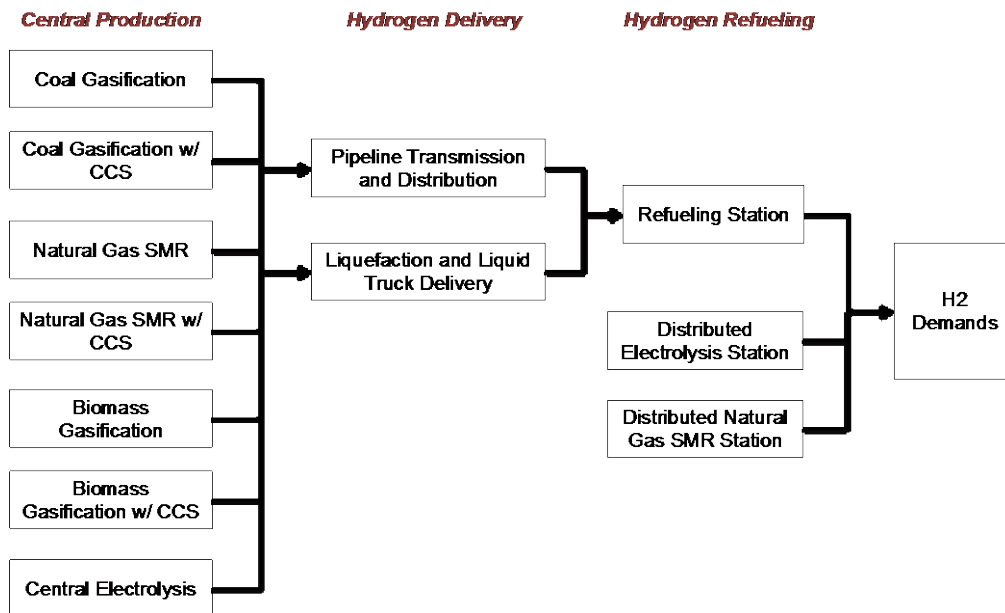 Central Production
Hydrogen Delivery
Hydrogen Refueling
Coal Gasification
Coal Gasification w/
CCS
Natural Gas SMR
Natural Gas SMR w/
CCS
Biomass
Gasification
Biomass
Gasification w/ CCS
Central Electrolysis
Pipeline Transmission
and Distribution
Liquefaction and Liquid
Truck Delivery
Refueling Station
Distributed
Electrolysis Station
Distributed Natural
Gas SMR Station
H2
Demands